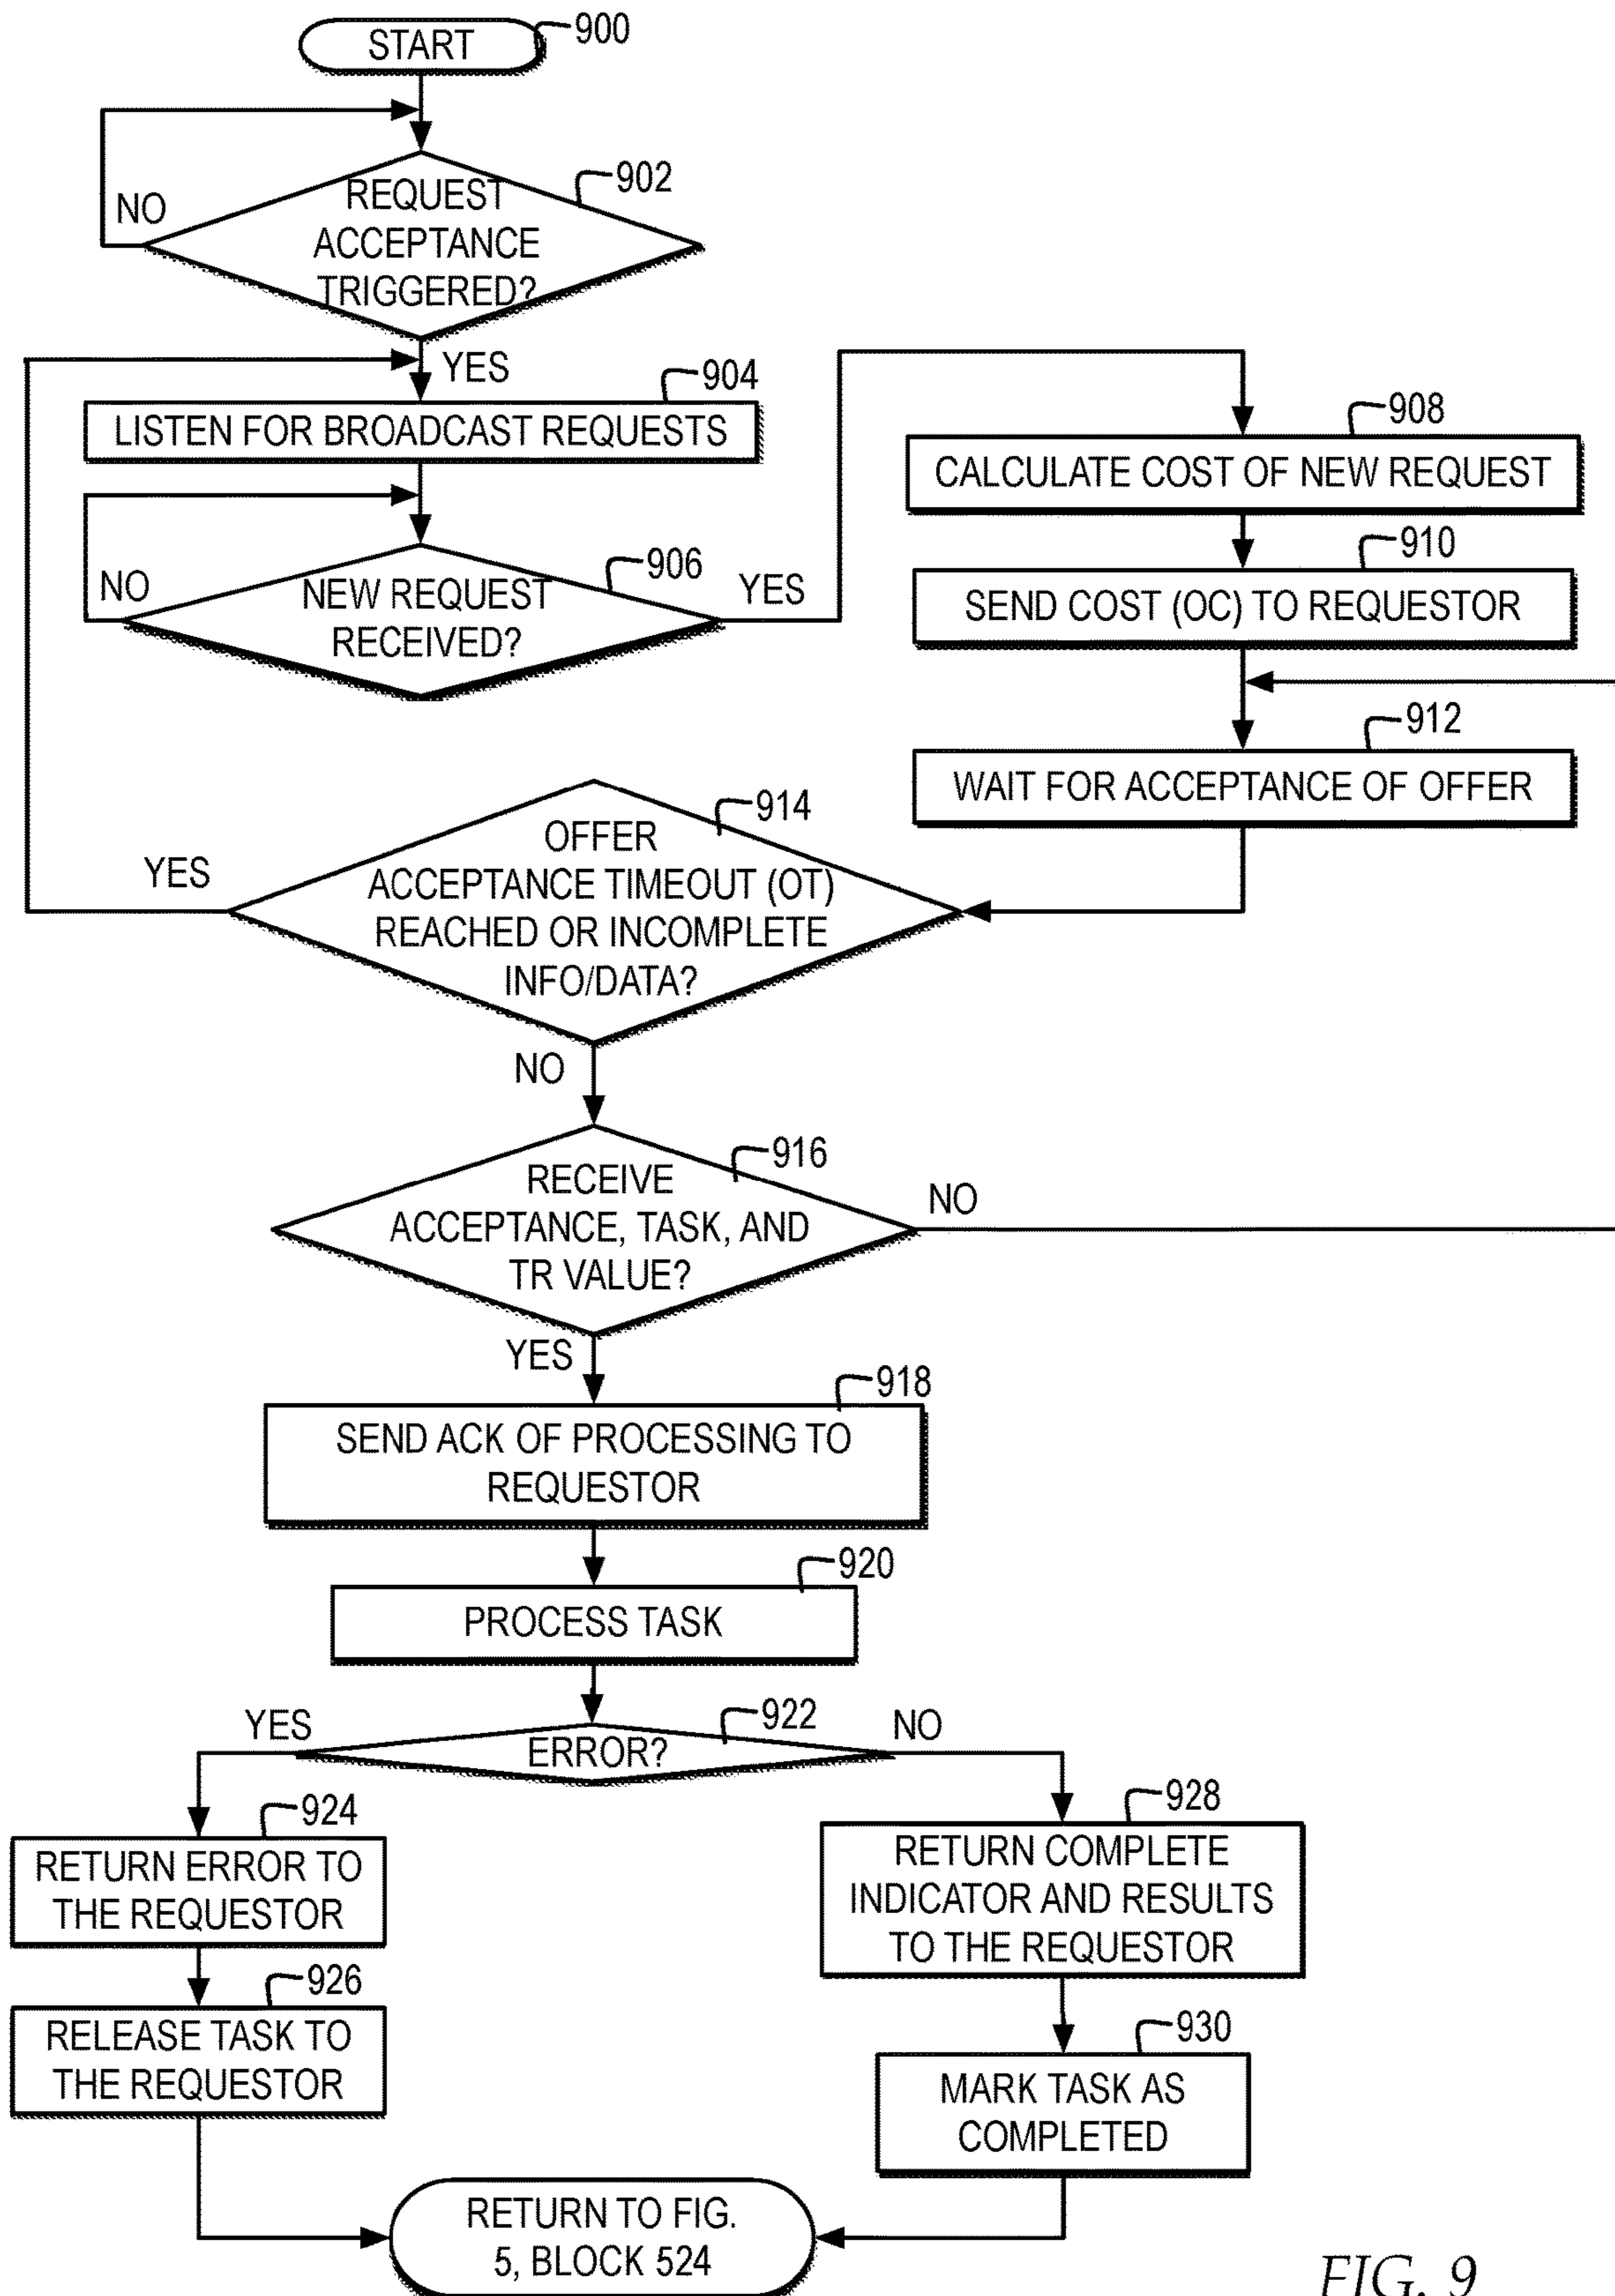 START
900
REQUEST
ACCEPTANCE
TRIGGERED?
902
NO
YES
904
LISTEN FOR BROADCAST REQUESTS
NEW REQUEST
RECEIVED?
906
NO
YES
908
CALCULATE COST OF NEW REQUEST
910
SEND COST (OC) TO REQUESTOR
912
WAIT FOR ACCEPTANCE OF OFFER
914
OFFER
ACCEPTANCE TIMEOUT (OT)
REACHED OR INCOMPLETE
INFO/DATA?
YES
NO
916
RECEIVE
ACCEPTANCE, TASK, AND
TR VALUE?
NO
YES
918
SEND ACK OF PROCESSING TO
REQUESTOR
920
PROCESS TASK
922
ERROR?
YES
NO
924
RETURN ERROR TO
THE REQUESTOR
926
RELEASE TASK TO
THE REQUESTOR
928
RETURN COMPLETE
INDICATOR AND RESULTS
TO THE REQUESTOR
930
MARK TASK AS
COMPLETED
RETURN TO FIG.
5, BLOCK 524
FIG. 9